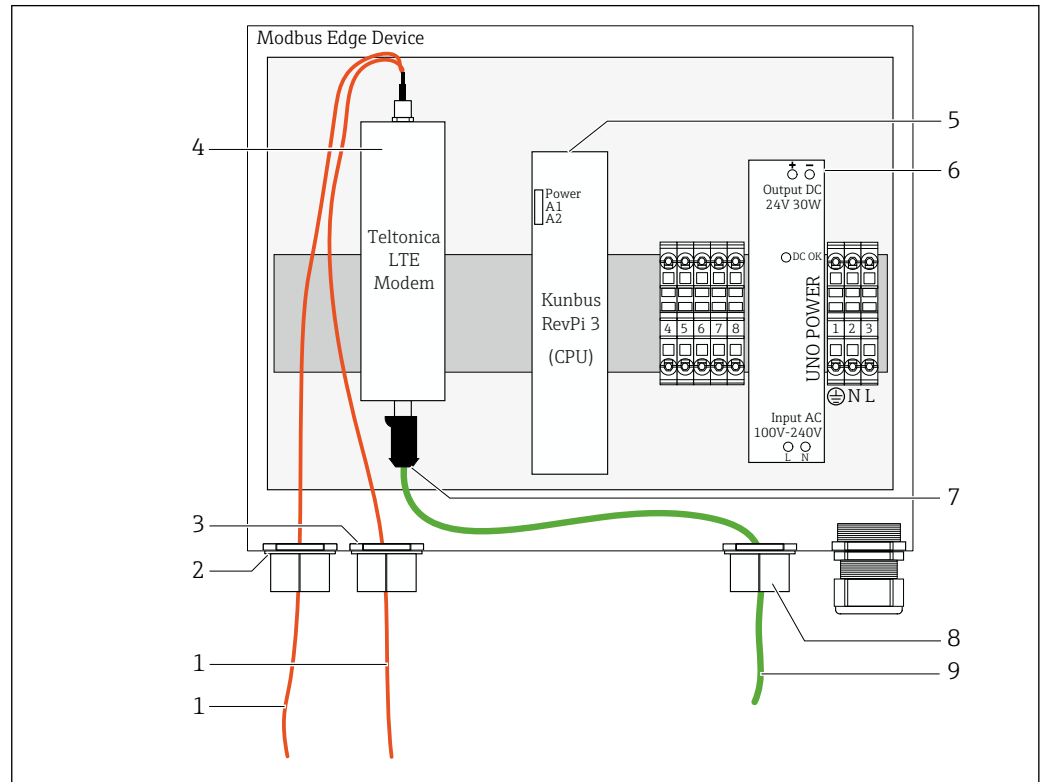 Modbus Edge Device
4
5
6
Teltonica
LTE
Modem
Power
A1
A2
Kunbus
RevPi 3
(CPU)
4 5 6 7 8
+ -
Output DC
24V 30W
DC OK
UNO POWER
Input AC
100V-240V
L N
1 2 3
N L
7
3
2
8
1
9
1